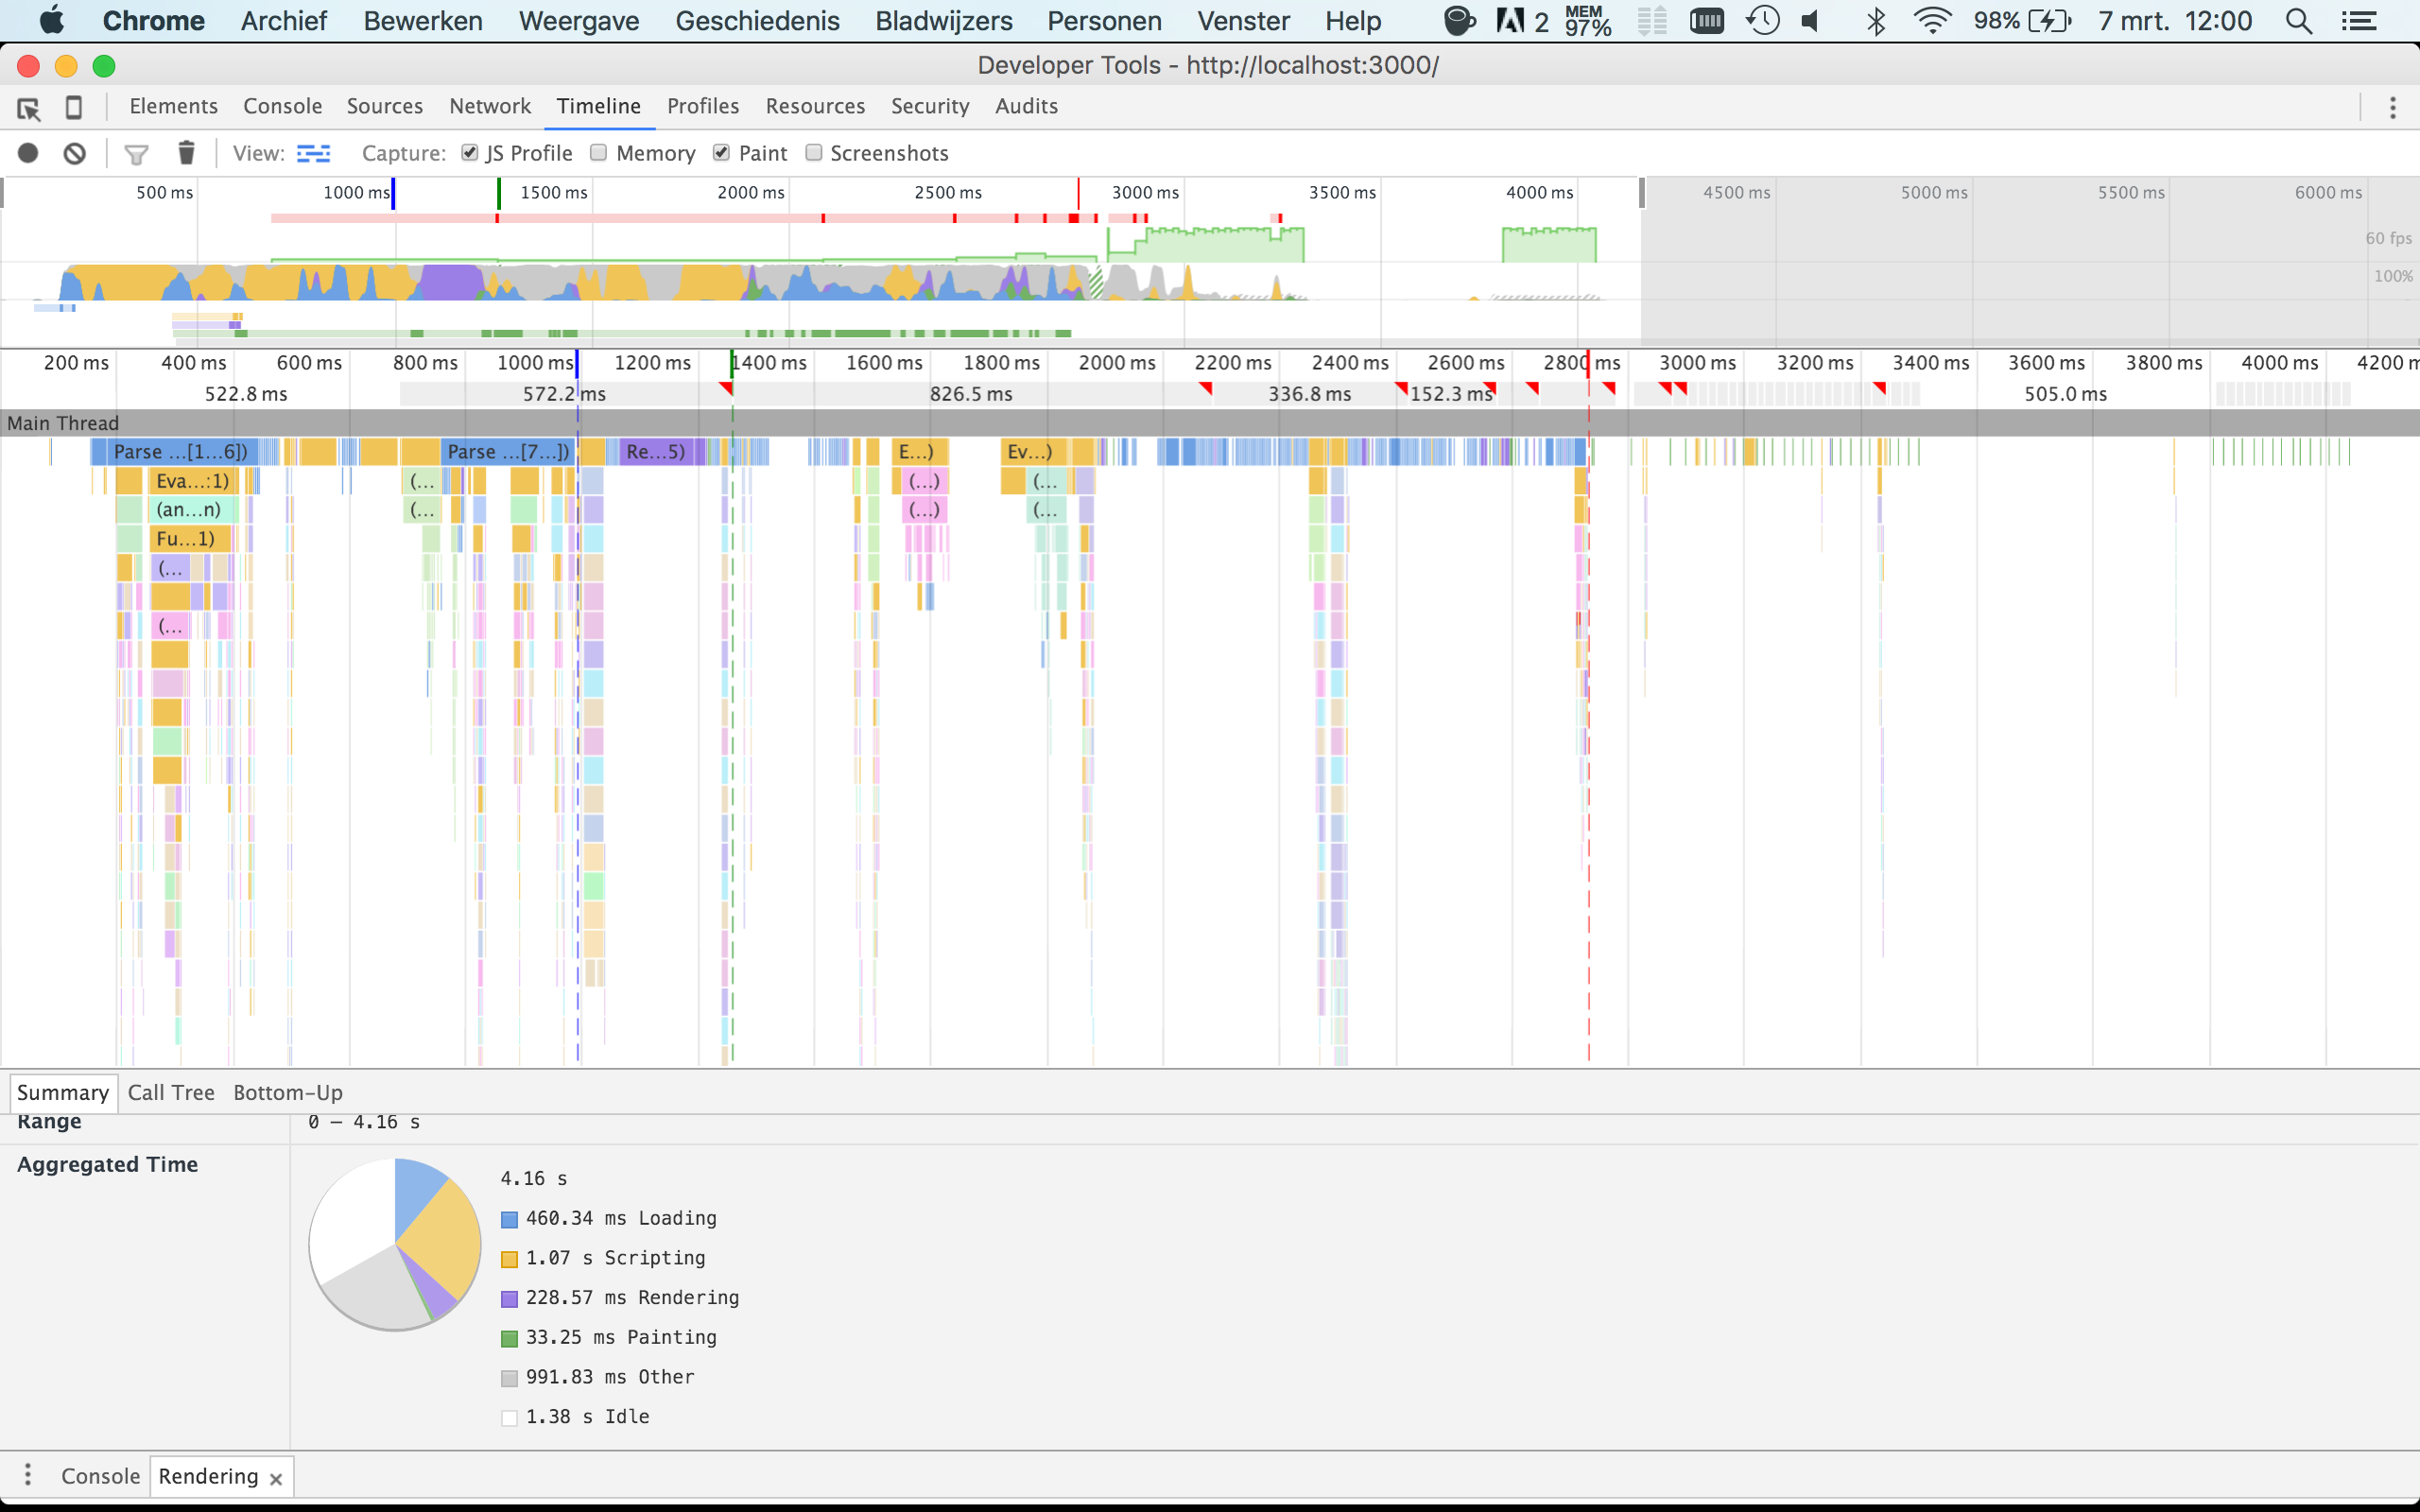 Chrome Archief Bewerken Weergave Geschiedenis Bladwijzers Personen Venster Help 2 MEM 97% 98% 7 mrt. 12:00
Developer Tools - http://localhost:3000/
Elements Console Sources Network Timeline Profiles Resources Security Audits
View: Capture: JS Profile Memory Paint Screenshots
500 ms 1000 ms 1500 ms 2000 ms 2500 ms 3000 ms 3500 ms 4000 ms 4500 ms 5000 ms 5500 ms 6000 ms
60 fps
100%
200 ms 400 ms 600 ms 800 ms 1000 ms 1200 ms 1400 ms 1600 ms 1800 ms 2000 ms 2200 ms 2400 ms 2600 ms 2800 ms 3000 ms 3200 ms 3400 ms 3600 ms 3800 ms 4000 ms 4200 m
522.8 ms 572.2 ms 826.5 ms 336.8 ms 152.3 ms 505.0 ms
Main Thread
Parse ...[1...6]) Parse ...[7...]) Re...5) E...) Ev...)
Eva...:1) (... (...) (...
(an...n) (... (...) (...
Fu...1)
(...
(...
Summary Call Tree Bottom-Up
Range 0 – 4.16 s
Aggregated Time
4.16 s
460.34 ms Loading
1.07 s Scripting
228.57 ms Rendering
33.25 ms Painting
991.83 ms Other
1.38 s Idle
Console Rendering ×